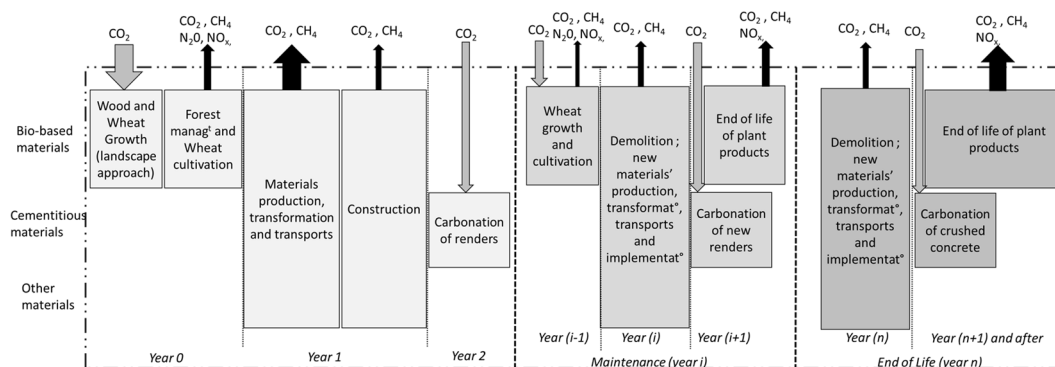 CO2
CO2 , CH4
N20, NOx,
CO2 , CH4
CO2 , CH4
CO2
CO2
CO2 , CH4
N20, NOx,
CO2 , CH4
CO2
CO2 , CH4
NOx,
CO2 , CH4
CO2
CO2 , CH4
NOx,
Bio-based
materials
Cementitious
materials
Other
materials
Wood and
Wheat
Growth
(landscape
approach)
Forest
managt and
Wheat
cultivation
Materials
production,
transformation
and transports
Construction
Carbonation
of renders
Wheat
growth
and
cultivation
Demolition ;
new
materials’
production,
transformat°,
transports
and
implementat°
End of life
of plant
products
Carbonation
of new
renders
Demolition ;
new
materials’
production,
transformat°,
transports
and
implementat°
End of life of plant
products
Carbonation
of crushed
concrete
Year 0
Year 1
Year 2
Year (i-1)
Year (i)
Year (i+1)
Maintenance (year i)
Year (n)
Year (n+1) and after
End of Life (year n)